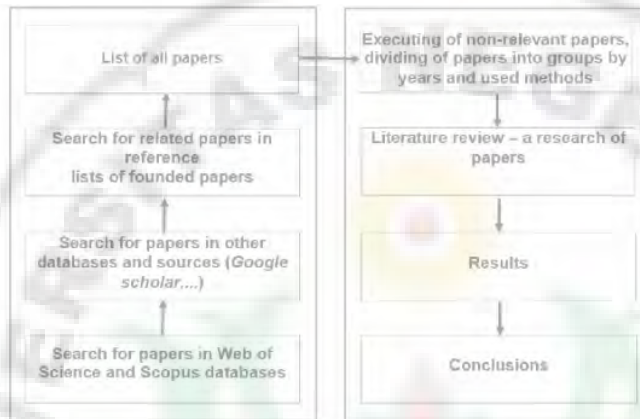 List of all papers
Search for related papers in
reference
lists of founded papers
Search for papers in other
databases and sources (Google
scholar,...)
Search for papers in Web of
Science and Scopus databases
Executing of non-relevant papers,
dividing of papers into groups by
years and used methods
Literature review – a research of
papers
Results
Conclusions